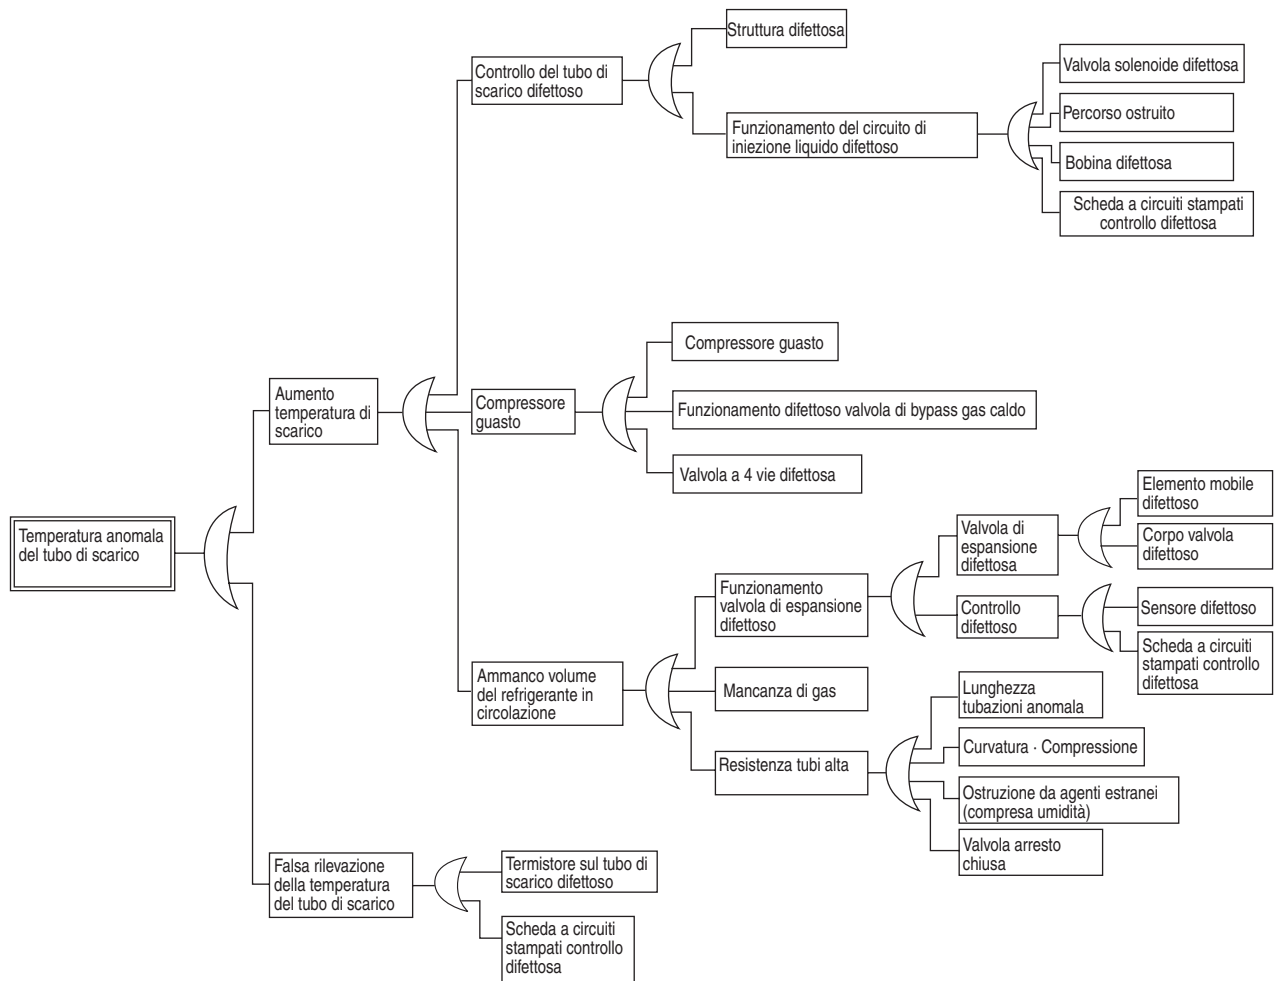 Struttura difettosa
Controllo del tubo di
scarico difettoso
Valvola solenoide difettosa
Percorso ostruito
Funzionamento del circuito di
iniezione liquido difettoso
Bobina difettosa
Scheda a circuiti stampati
controllo difettosa
Compressore guasto
Aumento
temperatura di
scarico
Compressore
guasto
Funzionamento difettoso valvola di bypass gas caldo
Valvola a 4 vie difettosa
Temperatura anomala
del tubo di scarico
Elemento mobile
difettoso
Valvola di
espansione
difettosa
Corpo valvola
difettoso
Funzionamento
valvola di espansione
difettoso
Controllo
difettoso
Sensore difettoso
Scheda a circuiti
stampati controllo
difettosa
Ammanco volume
del refrigerante in
circolazione
Mancanza di gas
Lunghezza
tubazioni anomala
Resistenza tubi alta
Curvatura · Compressione
Ostruzione da agenti estranei
(compresa umidità)
Valvola arresto
chiusa
Falsa rilevazione
della temperatura
del tubo di scarico
Termistore sul tubo di
scarico difettoso
Scheda a circuiti
stampati controllo
difettosa